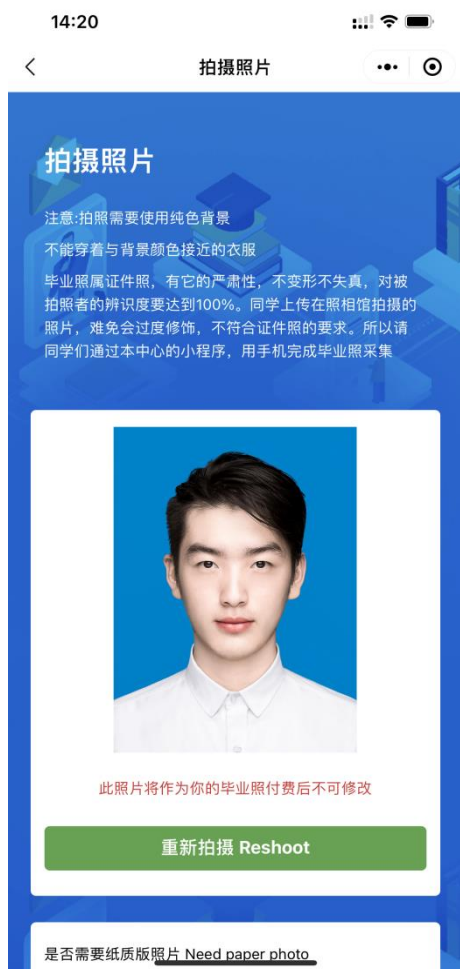 14:20
拍摄照片
拍摄照片
注意:拍照需要使用纯色背景
不能穿着与背景颜色接近的衣服
毕业照属证件照，有它的严肃性，不变形不失真，对被
拍照者的辨识度要达到100%。同学上传在照相馆拍摄的
照片，难免会过度修饰，不符合证件照的要求。所以请
同学们通过本中心的小程序，用手机完成毕业照采集
此照片将作为你的毕业照付费后不可修改
重新拍摄 Reshoot
是否需要纸质版照片 Need paper photo